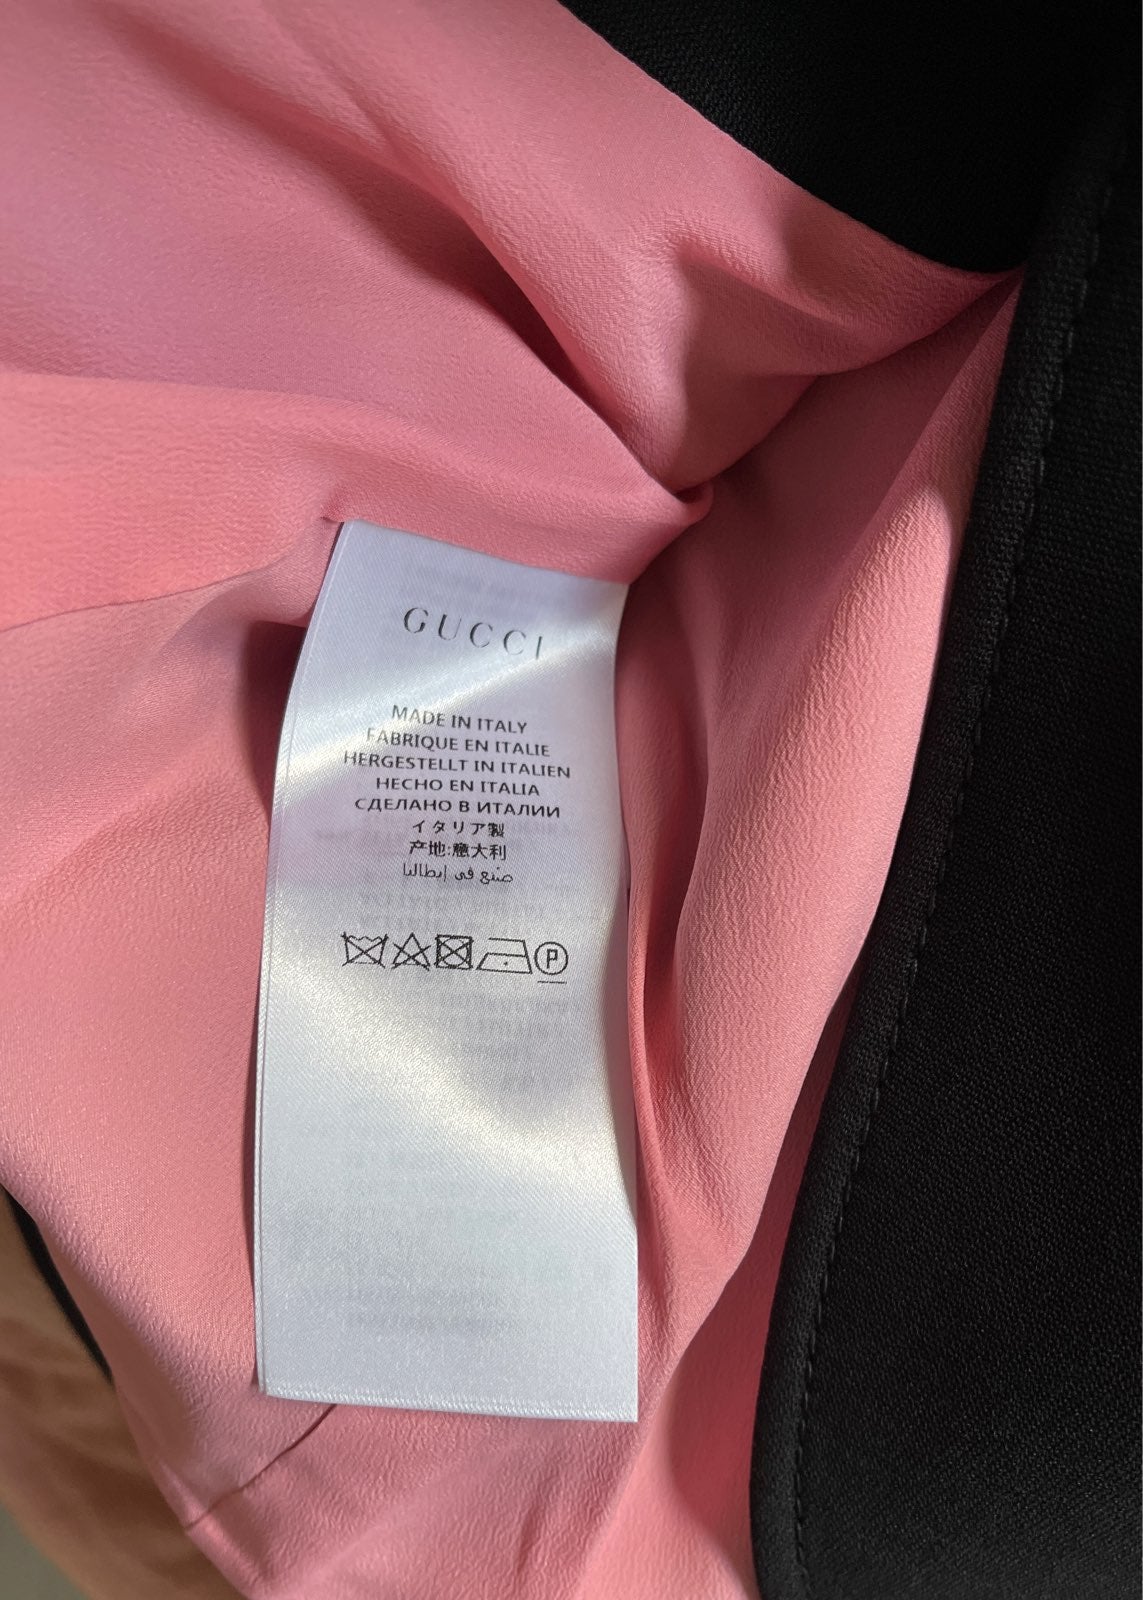 GUCCI
MADE IN ITALY
FABRIQUE EN ITALIE
HERGESTELLT IN ITALIEN
HECHO EN ITALIA
СДЕЛАНО В ИТАЛИИ
イタリア製
产地:意大利
صنع في إيطاليا
P